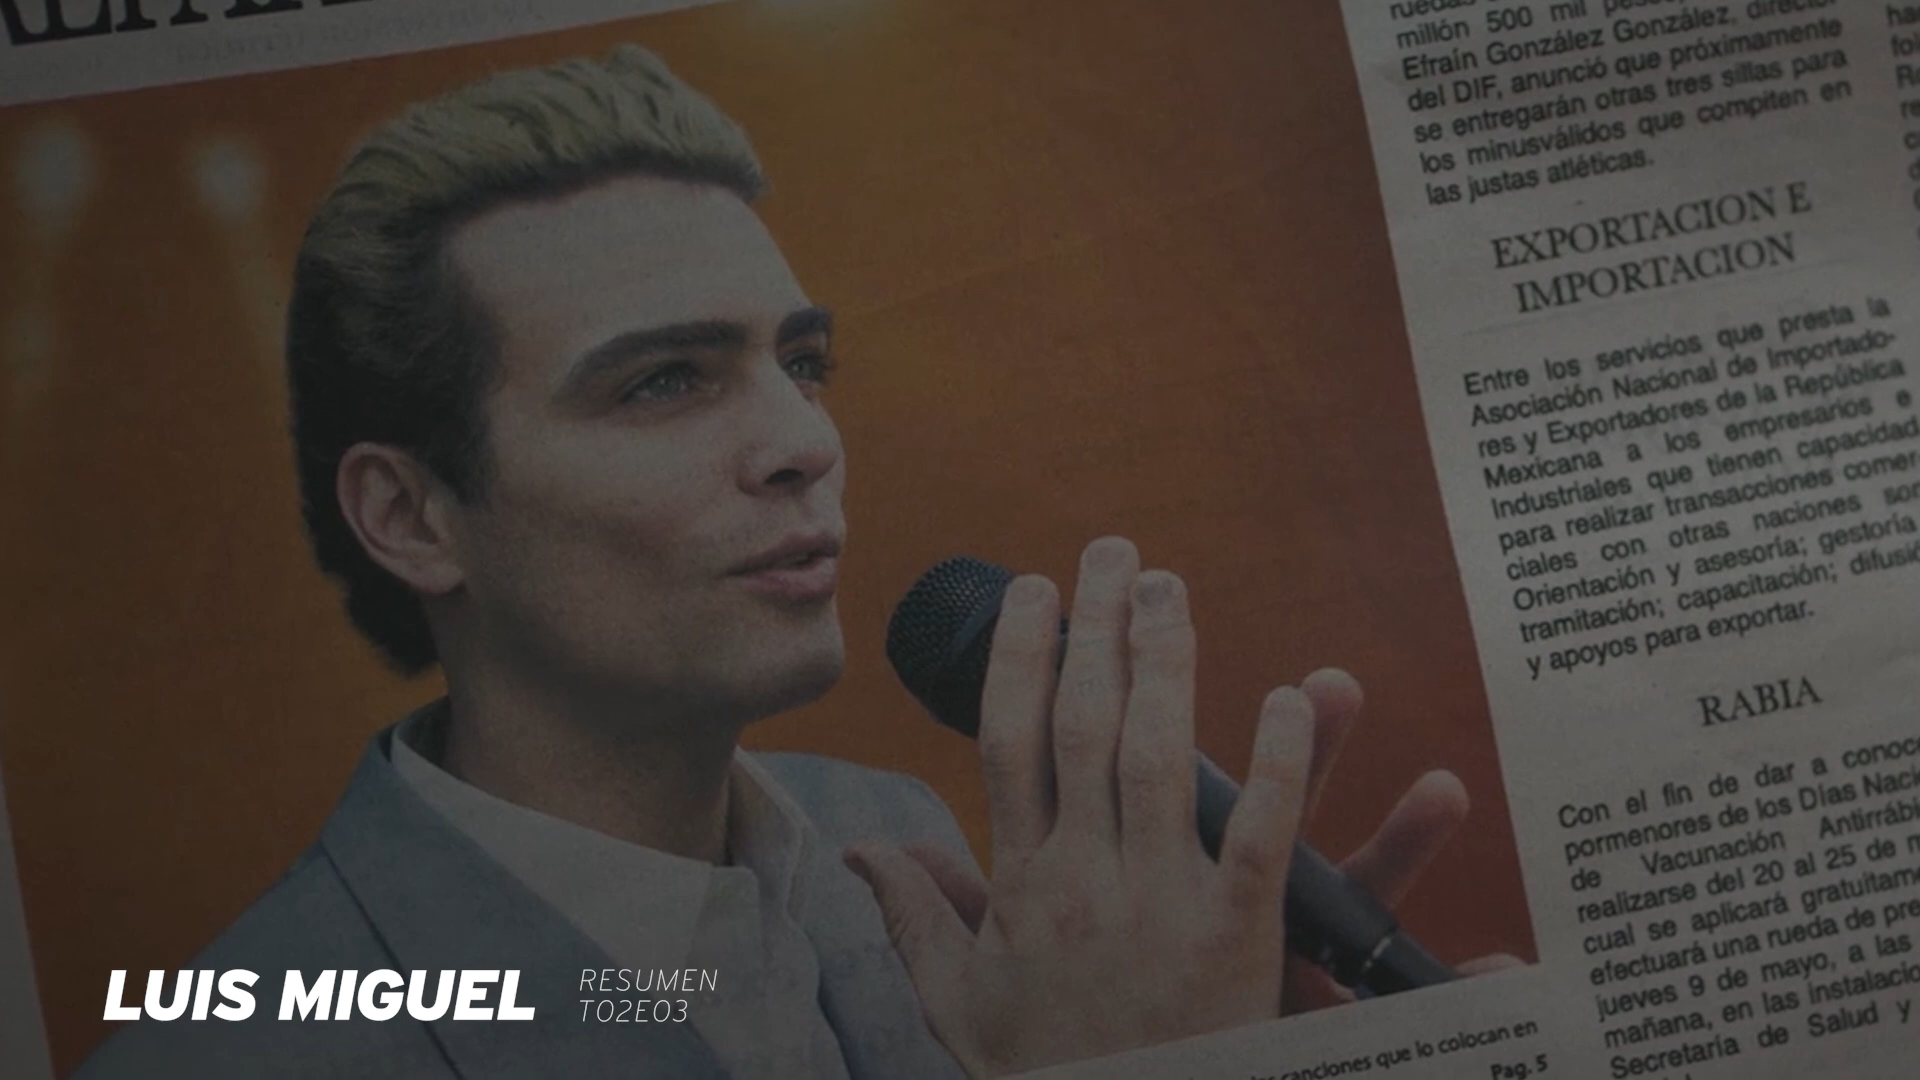 millón 500 mil
Efraín González González, director
del DIF, anunció que próximamente
se entregarán otras tres sillas para
los minusválidos que compiten en
las justas atléticas.
EXPORTACION E
IMPORTACION
Entre los servicios que presta la
Asociación Nacional de Importado-
res y Exportadores de la República
Mexicana a los empresarios e
Industriales que tienen capacidad
para realizar transacciones comer-
ciales con otras naciones son
Orientación y asesoría; gestoría
tramitación; capacitación; difusió
y apoyos para exportar.
RABIA
Con el fin de dar a conoce
pormenores de los Días Naci
de Vacunación Antirrábi
realizarse del 20 al 25 de m
cual se aplicará gratuitame
efectuará una rueda de pre
jueves 9 de mayo, a las
mañana, en las instalacio
Secretaría de Salud y
canciones que lo colocan en
Pag. 5
LUIS MIGUEL
RESUMEN
T02E03